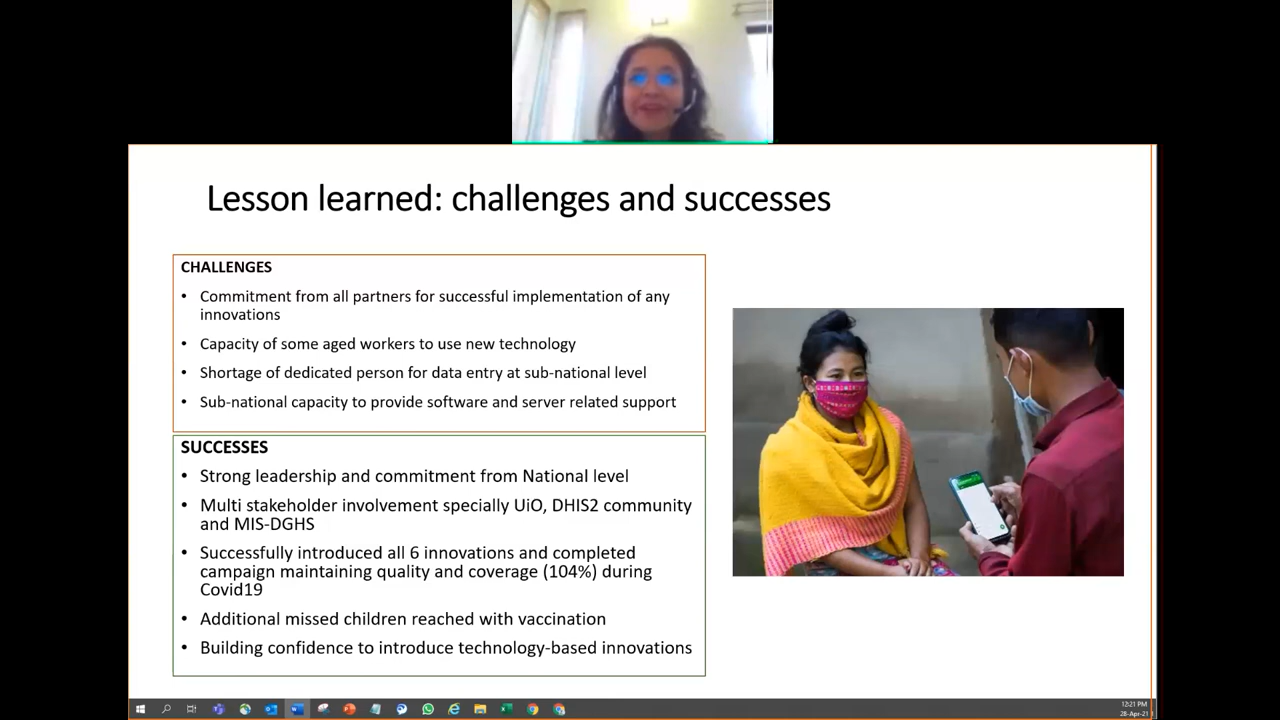 Lesson learned: challenges and successes
CHALLENGES
• Commitment from all partners for successful implementation of any
innovations
• Capacity of some aged workers to use new technology
• Shortage of dedicated person for data entry at sub-national level
• Sub-national capacity to provide software and server related support
SUCCESSES
• Strong leadership and commitment from National level
• Multi stakeholder involvement specially UiO, DHIS2 community
and MIS-DGHS
• Successfully introduced all 6 innovations and completed
campaign maintaining quality and coverage (104%) during
Covid19
• Additional missed children reached with vaccination
• Building confidence to introduce technology-based innovations
12:21 PM
28-Apr-21